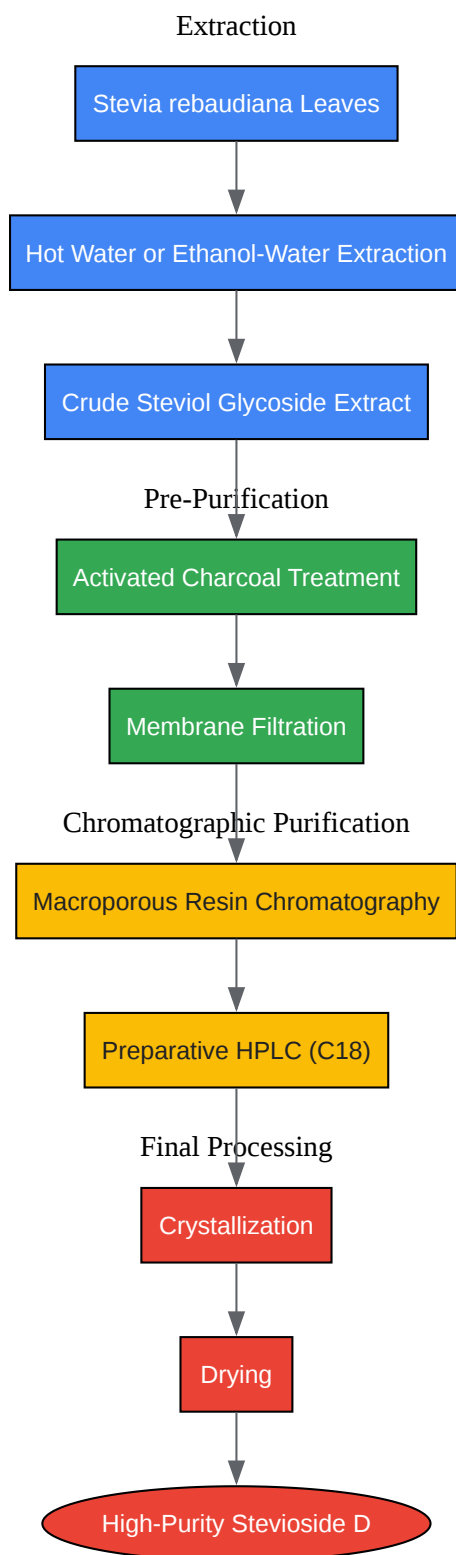 Extraction
Stevia rebaudiana Leaves
Hot Water or Ethanol-Water Extraction
Crude Steviol Glycoside Extract
Pre-Purification
Activated Charcoal Treatment
Membrane Filtration
Chromatographic Purification
Macroporous Resin Chromatography
Preparative HPLC (C18)
Final Processing
Crystallization
Drying
High-Purity Stevioside D